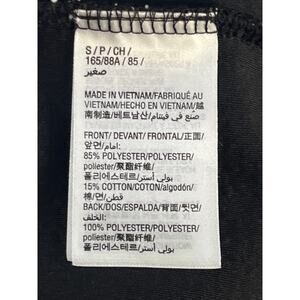 S / P / CH /
165/88A / 85 /
صغير
MADE IN VIETNAM/FABRIQUÉ AU
VIETNAM/HECHO EN VIETNAM/越
南制造/베트남산/صنع في فيتنام
FRONT/ DEVANT/ FRONTAL/正面/
앞면/امام:
85% POLYESTER/POLYESTER/
poliester/聚酯纤维/
폴리에스테르/بولي أستر
15% COTTON/COTON/algodón/
棉/면/قطن
BACK/DOS/ESPALDA/背面/뒷면/
الخلف:
100% POLYESTER/POLYESTER/
poliester/聚酯纤维/
폴리에스테르/بولي أستر